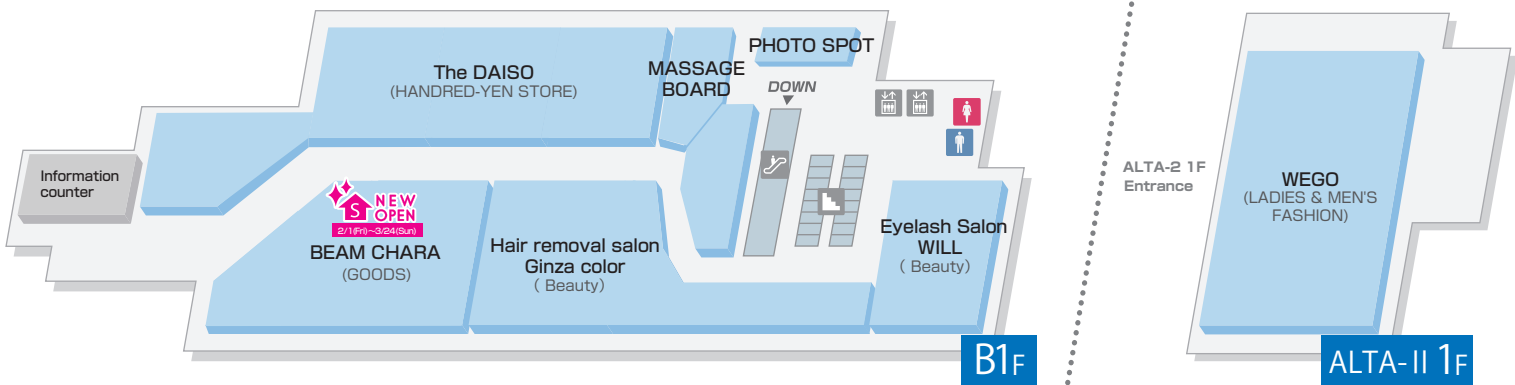 The DAISO
(HANDRED-YEN STORE)
MASSAGE
BOARD
PHOTO SPOT
DOWN
Information
counter
S
NEW
OPEN
2/1(Fri)~3/24(Sun)
BEAM CHARA
(GOODS)
Hair removal salon
Ginza color
( Beauty)
Eyelash Salon
WILL
( Beauty)
B1F
ALTA-2 1F
Entrance
WEGO
(LADIES & MEN'S
FASHION)
ALTA-II 1F